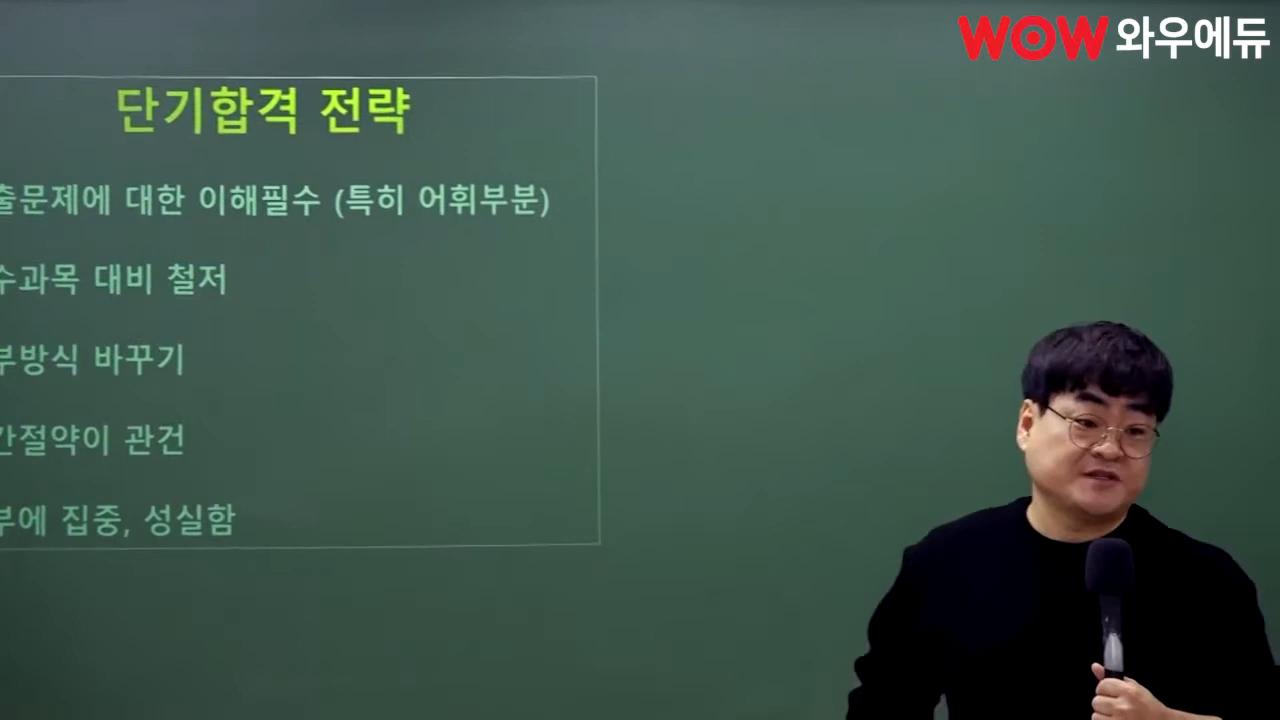 WOW 와우에듀
단기합격 전략
출문제에 대한 이해필수 (특히 어휘부분)
수과목 대비 철저
부방식 바꾸기
간절약이 관건
부에 집중, 성실함